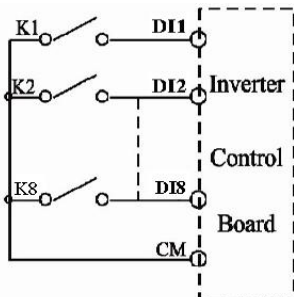 K1 DI1
K2 DI2 Inverter
Control
K8 DI8
Board
CM